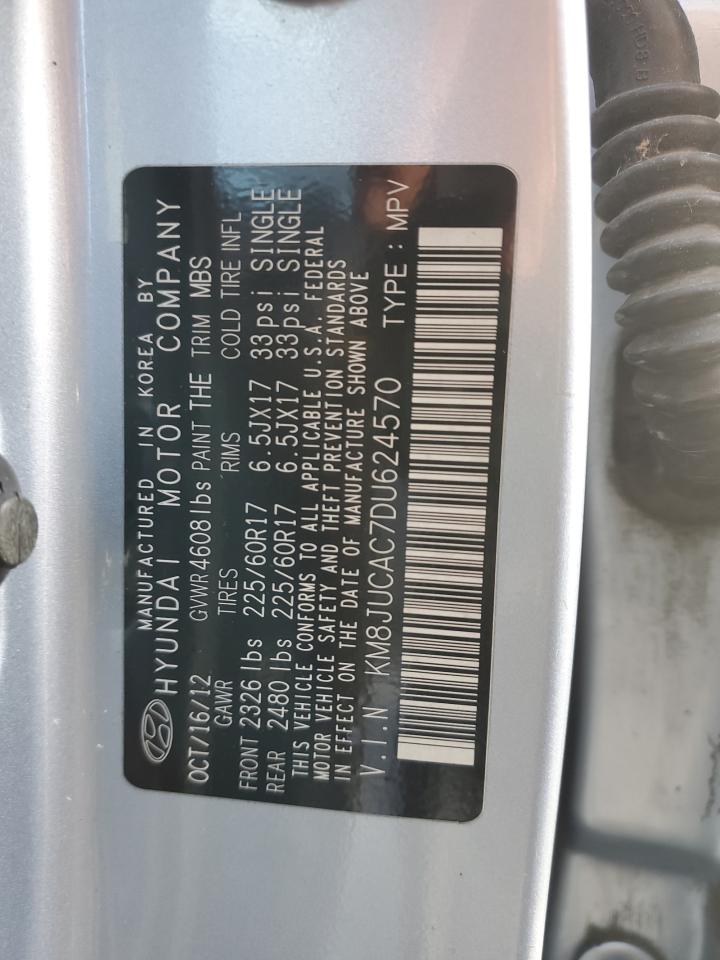 MANUFACTURED IN KOREA BY
HYUNDAI MOTOR COMPANY
OCT/16/12 GVWR 4608 lbs PAINT THE TRIM MBS
GAWR TIRES RIMS COLD TIRE INFL
FRONT 2326 lbs 225/60R17 6.5JX17 33psi SINGLE
REAR 2480 lbs 225/60R17 6.5JX17 33psi SINGLE
THIS VEHICLE CONFORMS TO ALL APPLICABLE U.S.A. FEDERAL
MOTOR VEHICLE SAFETY AND THEFT PREVENTION STANDARDS
IN EFFECT ON THE DATE OF MANUFACTURE SHOWN ABOVE
V.I.N KM8JUCAC7DU624570 TYPE : MPV